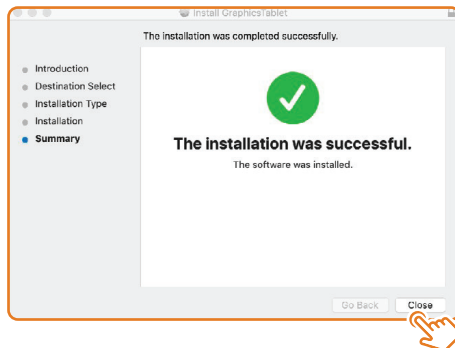 Install GraphicsTablet
The installation was completed successfully.
Introduction
Destination Select
Installation Type
Installation
Summary
The installation was successful.
The software was installed.
Go Back
Close